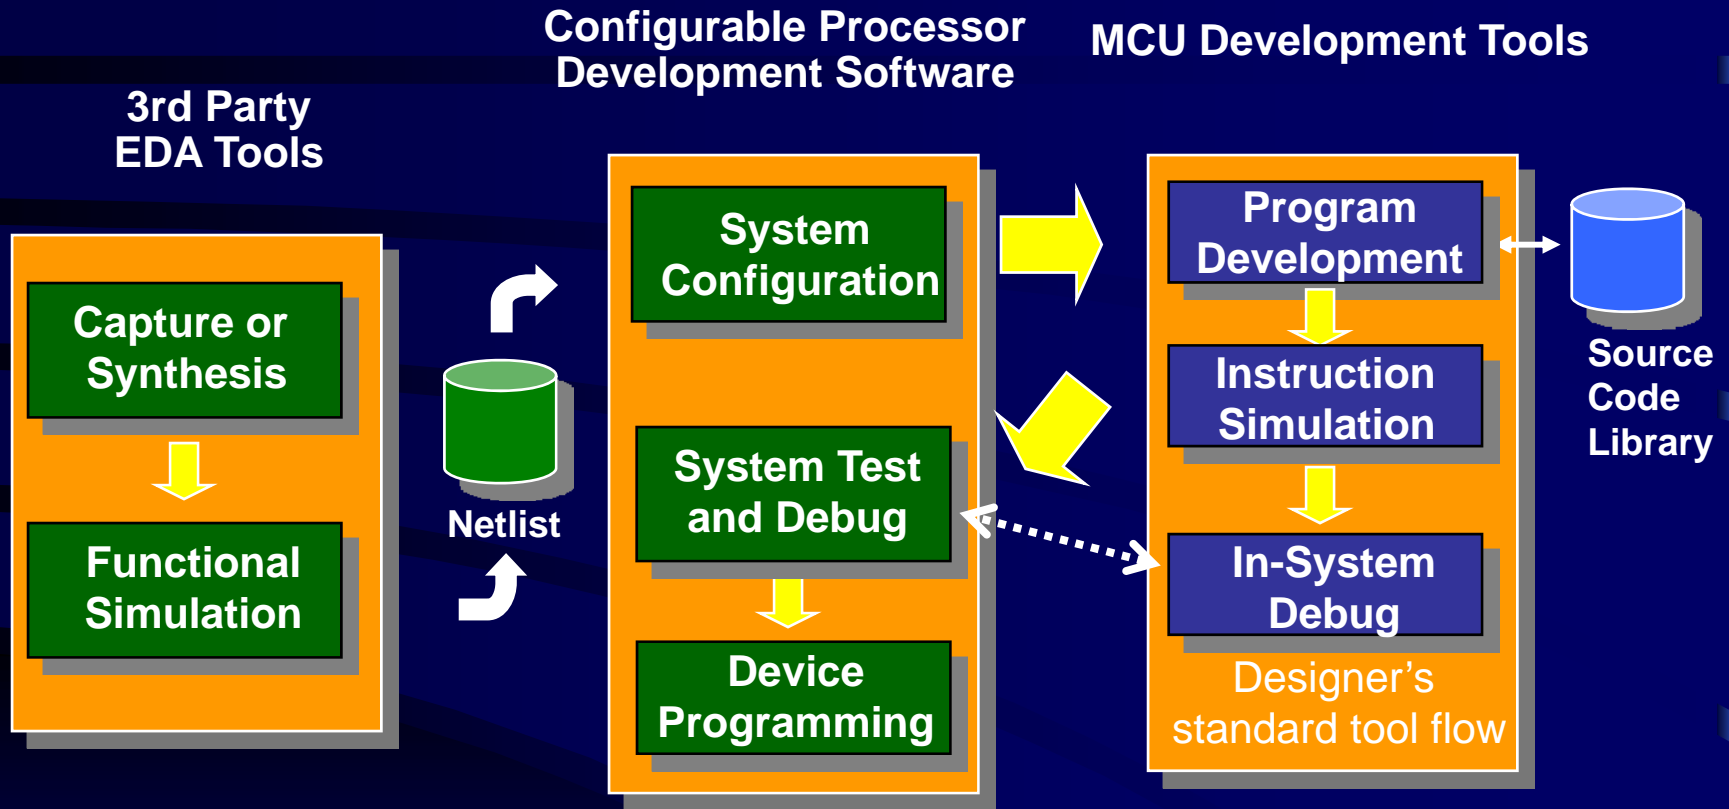 Configurable Processor
Development Software
MCU Development Tools
3rd Party
EDA Tools
Capture or
Synthesis
Functional
Simulation
Netlist
System
Configuration
System Test
and Debug
Device
Programming
Program
Development
Instruction
Simulation
In-System
Debug
Designer’s
standard tool flow
Source
Code
Library